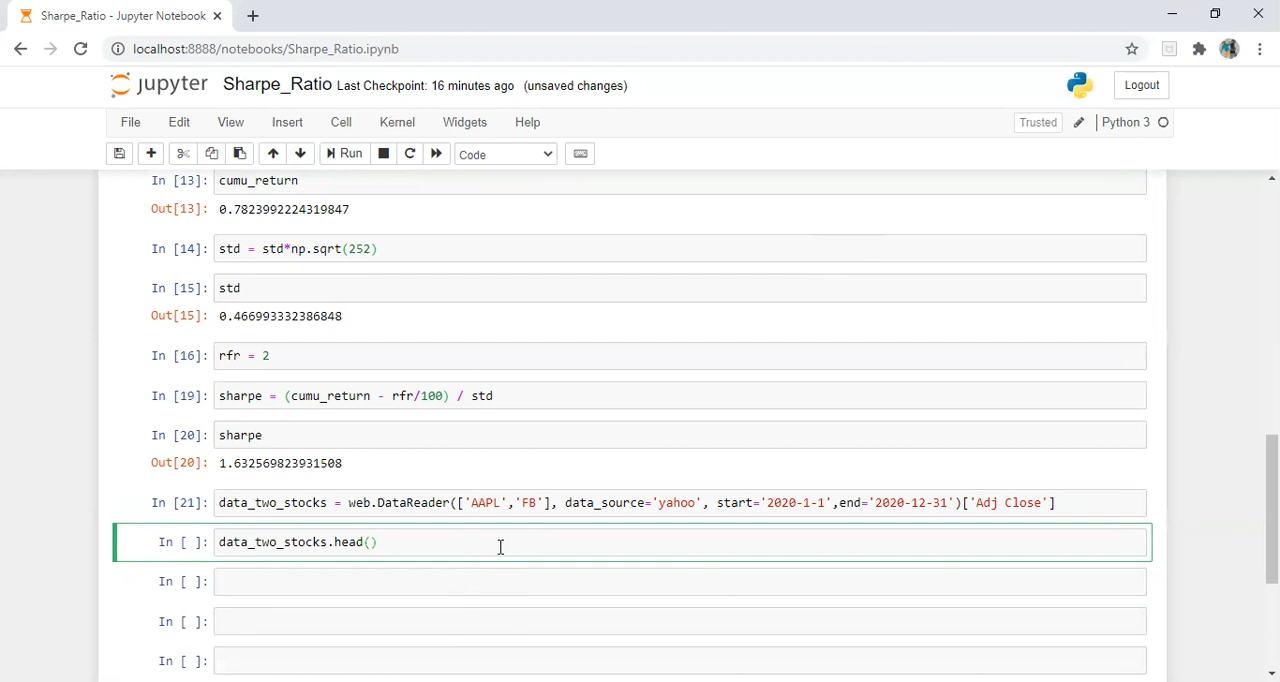 Sharpe_Ratio - Jupyter Notebook
localhost:8888/notebooks/Sharpe_Ratio.ipynb
jupyter Sharpe_Ratio Last Checkpoint: 16 minutes ago (unsaved changes) Logout
File Edit View Insert Cell Kernel Widgets Help Trusted Python 3
Run Code
In [13]: cumu_return
Out[13]: 0.7823992224319847
In [14]: std = std*np.sqrt(252)
In [15]: std
Out[15]: 0.466993332386848
In [16]: rfr = 2
In [19]: sharpe = (cumu_return - rfr/100) / std
In [20]: sharpe
Out[20]: 1.632569823931508
In [21]: data_two_stocks = web.DataReader(['AAPL','FB'], data_source='yahoo', start='2020-1-1',end='2020-12-31')['Adj Close']
In [ ]: data_two_stocks.head()
In [ ]:
In [ ]:
In [ ]: